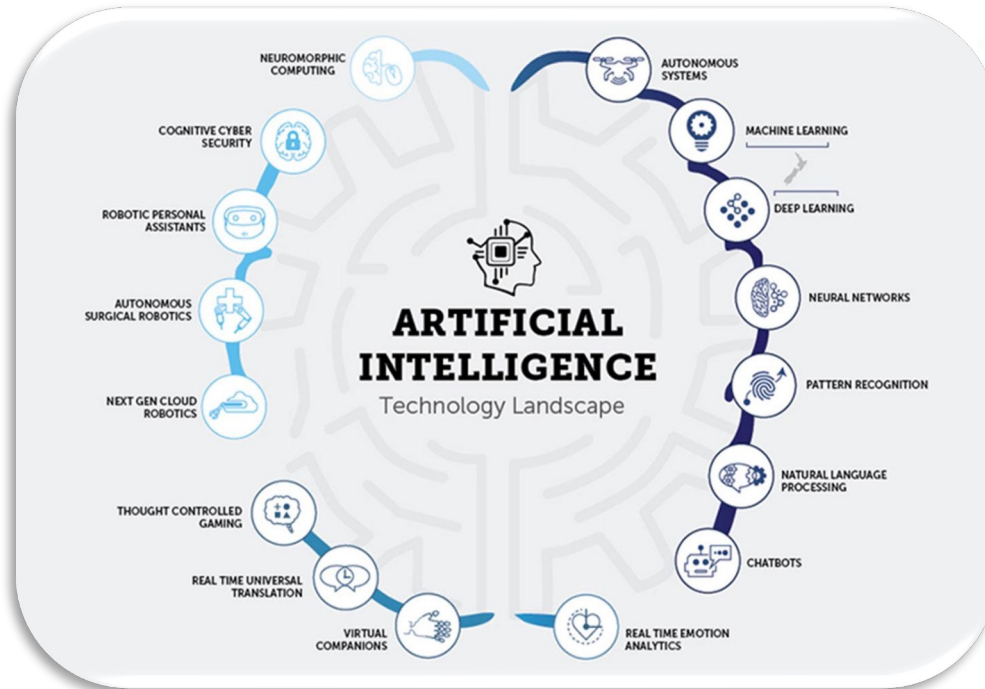 ARTIFICIAL
INTELLIGENCE
Technology Landscape
NEUROMORPHIC
COMPUTING
COGNITIVE CYBER
SECURITY
ROBOTIC PERSONAL
ASSISTANTS
AUTONOMOUS
SURGICAL ROBOTICS
NEXT GEN CLOUD
ROBOTICS
THOUGHT CONTROLLED
GAMING
REAL TIME UNIVERSAL
TRANSLATION
VIRTUAL
COMPANIONS
AUTONOMOUS
SYSTEMS
MACHINE LEARNING
DEEP LEARNING
NEURAL NETWORKS
PATTERN RECOGNITION
NATURAL LANGUAGE
PROCESSING
CHATBOTS
REAL TIME EMOTION
ANALYTICS